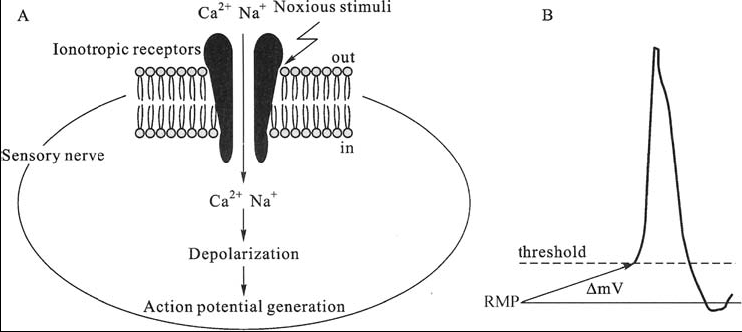 A
Ca²⁺ Na⁺
Noxious stimuli
Ionotropic receptors
out
in
Sensory nerve
Ca²⁺ Na⁺
Depolarization
Action potential generation
B
threshold
ΔmV
RMP